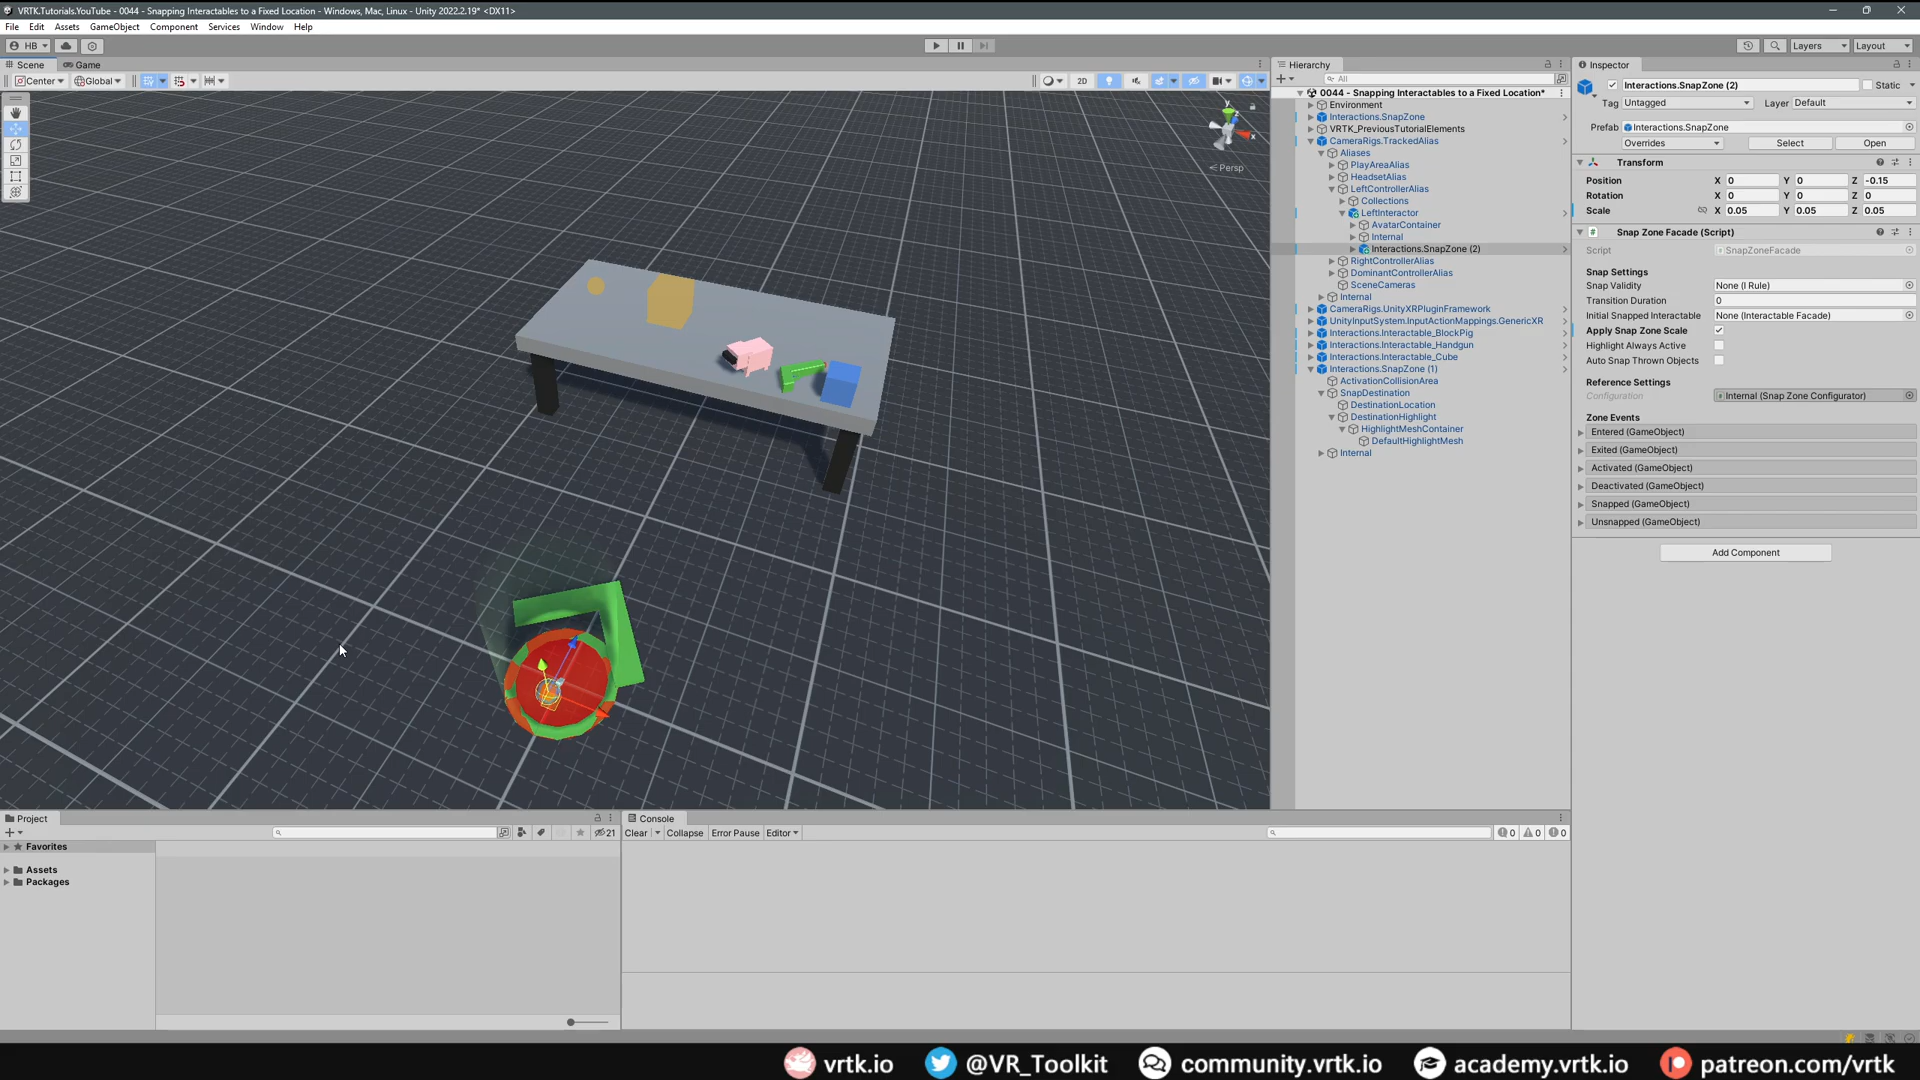 VRTK.Tutorials.YouTube - 0044 - Snapping Interactables to a Fixed Location - Windows, Mac, Linux - Unity 2022.2.19* <DX11>
File Edit Assets GameObject Component Services Window Help
HB Layers Layout
Scene Game
Center Global 2D
Persp
Hierarchy
All
0044 - Snapping Interactables to a Fixed Location*
Environment
Interactions.SnapZone
VRTK_PreviousTutorialElements
CameraRigs.TrackedAlias
Aliases
PlayAreaAlias
HeadsetAlias
LeftControllerAlias
Collections
LeftInteractor
AvatarContainer
Internal
Interactions.SnapZone (2)
RightControllerAlias
DominantControllerAlias
SceneCameras
Internal
CameraRigs.UnityXRPluginFramework
UnityInputSystem.InputActionMappings.GenericXR
Interactions.Interactable_BlockPig
Interactions.Interactable_Handgun
Interactions.Interactable_Cube
Interactions.SnapZone (1)
ActivationCollisionArea
SnapDestination
DestinationLocation
DestinationHighlight
HighlightMeshContainer
DefaultHighlightMesh
Internal
Inspector
Interactions.SnapZone (2) Static
Tag Untagged Layer Default
Prefab Interactions.SnapZone
Overrides Select Open
Transform
Position X 0 Y 0 Z -0.15
Rotation X 0 Y 0 Z 0
Scale X 0.05 Y 0.05 Z 0.05
Snap Zone Facade (Script)
Script SnapZoneFacade
Snap Settings
Snap Validity None (I Rule)
Transition Duration 0
Initial Snapped Interactable None (Interactable Facade)
Apply Snap Zone Scale
Highlight Always Active
Auto Snap Thrown Objects
Reference Settings
Configuration Internal (Snap Zone Configurator)
Zone Events
Entered (GameObject)
Exited (GameObject)
Activated (GameObject)
Deactivated (GameObject)
Snapped (GameObject)
Unsnapped (GameObject)
Add Component
Project
21
Favorites
Assets
Packages
Console
Clear Collapse Error Pause Editor 0 0 0
vrtk.io @VR_Toolkit community.vrtk.io academy.vrtk.io patreon.com/vrtk